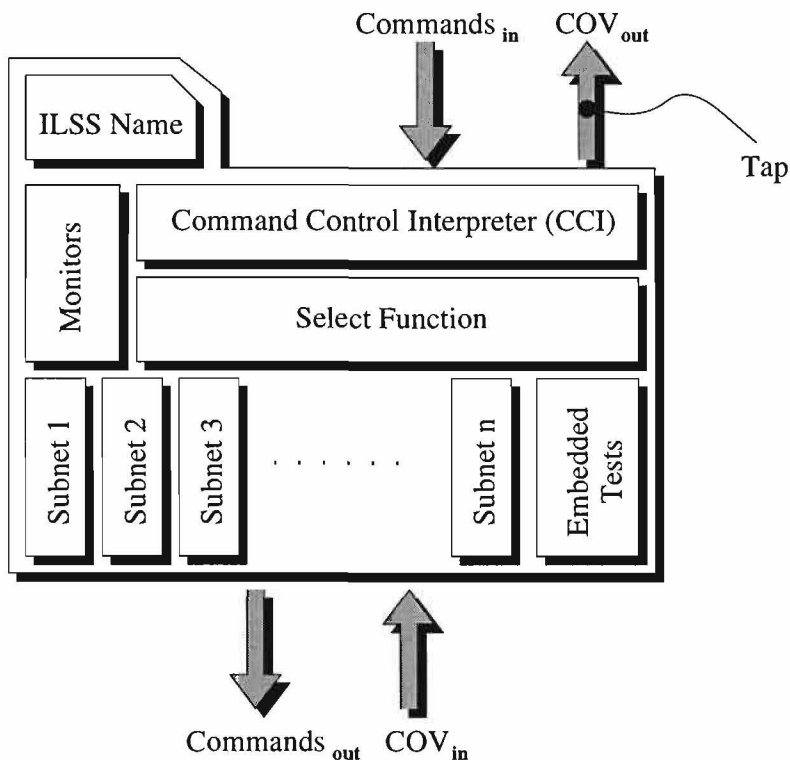 Commands in
COV out
Tap
ILSS Name
Monitors
Command Control Interpreter (CCI)
Select Function
Subnet 1
Subnet 2
Subnet 3
. . . . . .
Subnet n
Embedded
Tests
Commands out
COV in